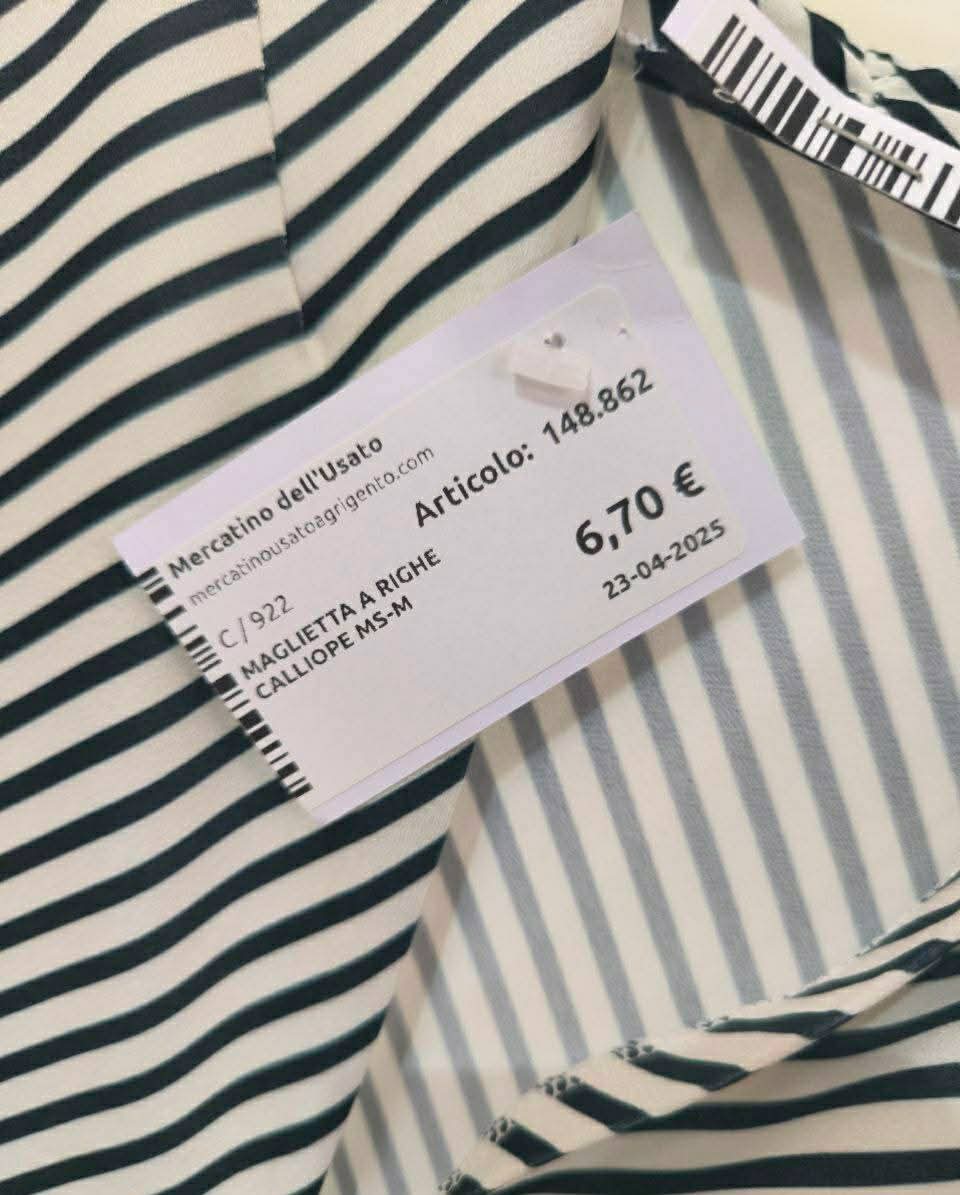 Mercatino dell'Usato
mercatinousatoagrigento.com
Articolo: 148.862
C/922
6,70 €
MAGLIETTA A RIGHE
CALLIOPE MS-M
23-04-2025